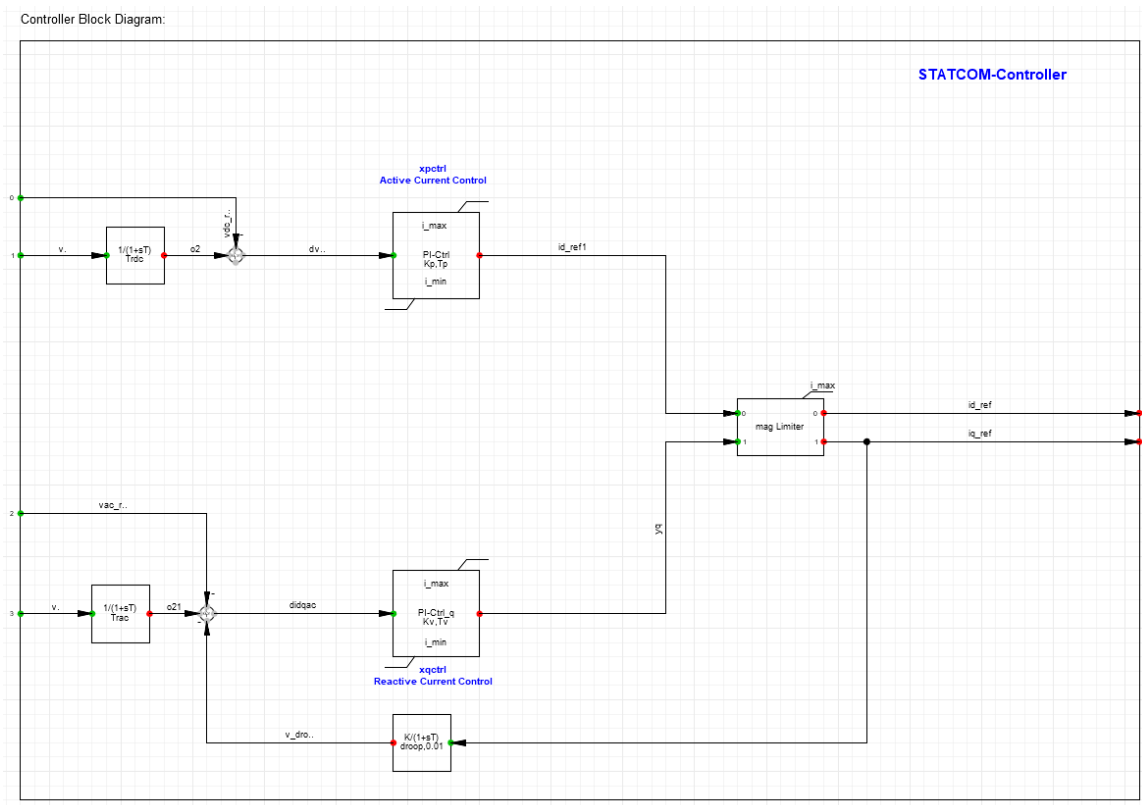 Controller Block Diagram:
STATCOM-Controller
xpctrl
Active Current Control
0
vdc_r..
-
i_max
1
v.
1/(1+sT)
Trdc
o2
dv..
PI-Ctrl
Kp,Tp
id_ref1
i_min
i_max
0
mag Limiter
0
id_ref
1
1
iq_ref
2
vac_r..
yq
i_max
-
3
v.
1/(1+sT)
Trac
o21
-
didqac
PI-Ctrl_q
Kv,Tv
i_min
xqctrl
Reactive Current Control
v_dro..
K/(1+sT)
droop,0.01